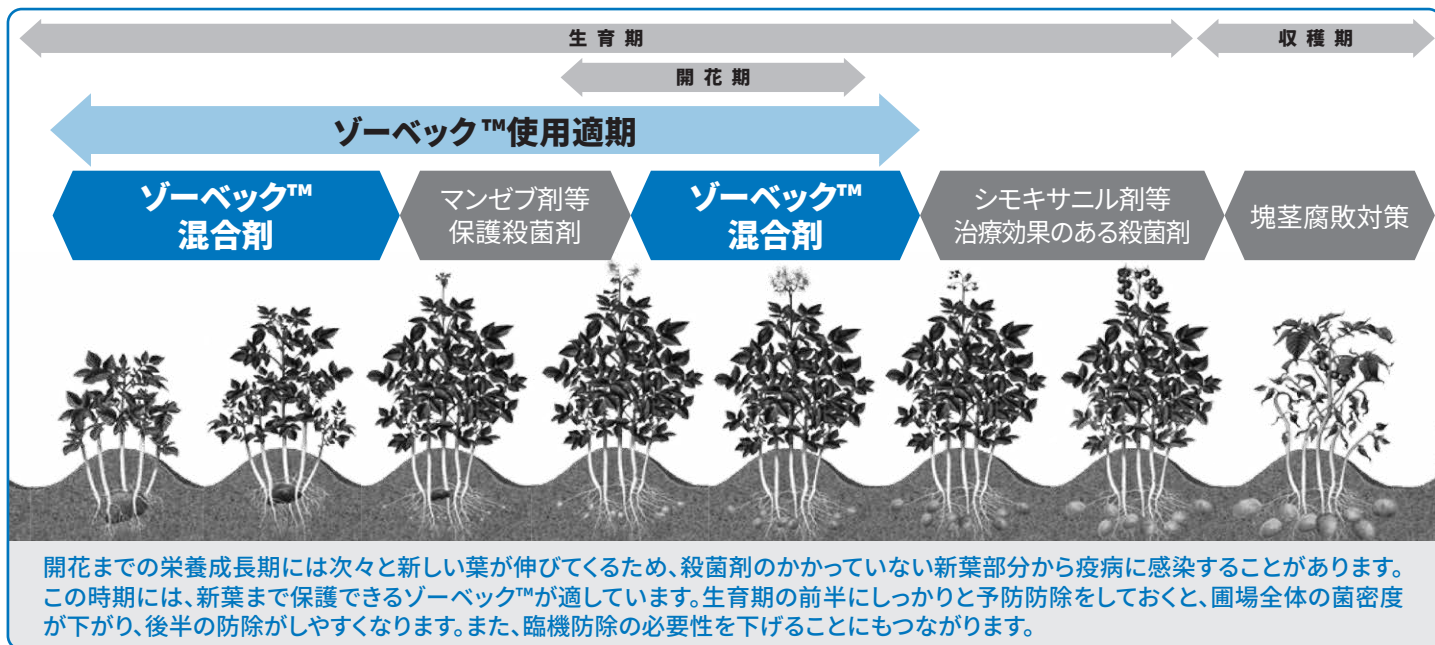 生育期
収穫期
開花期
ゾーベック™使用適期
ゾーベック™
混合剤
マンゼブ剤等
保護殺菌剤
ゾーベック™
混合剤
シモキサニル剤等
治療効果のある殺菌剤
塊茎腐敗対策
開花までの栄養成長期には次々と新しい葉が伸びてくるため、殺菌剤のかかっていない新葉部分から疫病に感染することがあります。
この時期には、新葉まで保護できるゾーベック™が適しています。生育期の前半にしっかりと予防防除をしておくと、圃場全体の菌密度
が下がり、後半の防除がしやすくなります。また、臨機防除の必要性を下げることにもつながります。